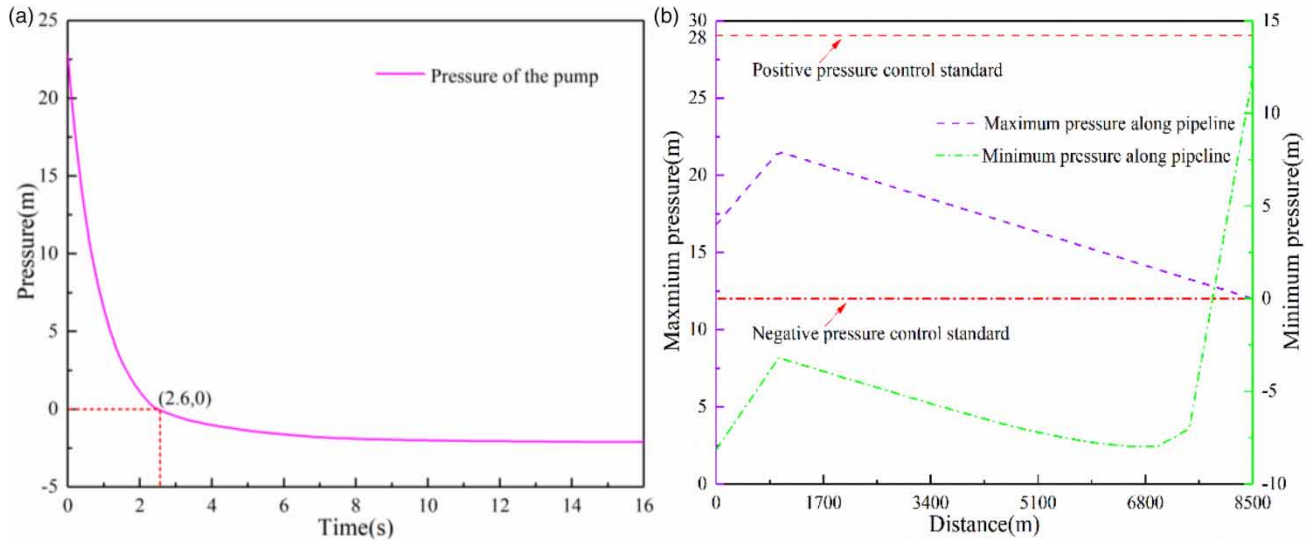 (a)
25
20
15
10
5
0
-5
Pressure(m)
Pressure of the pump
(2.6,0)
0 2 4 6 8 10 12 14 16
Time(s)
(b)
30
28
25
20
15
10
5
0
Maxmium pressure(m)
Positive pressure control standard
Maximum pressure along pipeline
Minimum pressure along pipeline
Negative pressure control standard
15
10
5
0
-5
-10
Minimum pressure(m)
0 1700 3400 5100 6800 8500
Distance(m)